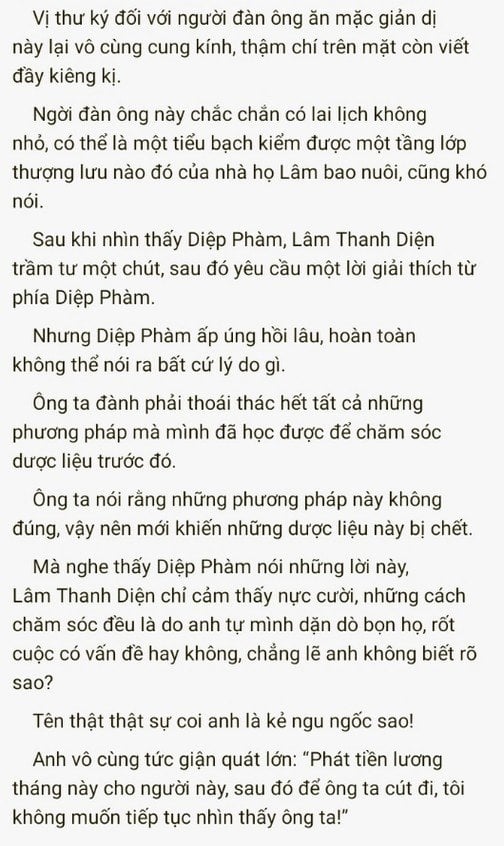 Vị thư ký đối với người đàn ông ăn mặc giản dị
này lại vô cùng cung kính, thậm chí trên mặt còn viết
đầy kiêng kị.
Ngời đàn ông này chắc chắn có lai lịch không
nhỏ, có thể là một tiểu bạch kiểm được một tầng lớp
thượng lưu nào đó của nhà họ Lâm bao nuôi, cũng khó
nói.
Sau khi nhìn thấy Diệp Phàm, Lâm Thanh Diện
trầm tư một chút, sau đó yêu cầu một lời giải thích từ
phía Diệp Phàm.
Nhưng Diệp Phàm ấp úng hồi lâu, hoàn toàn
không thể nói ra bất cứ lý do gì.
Ông ta đành phải thoái thác hết tất cả những
phương pháp mà mình đã học được để chăm sóc
dược liệu trước đó.
Ông ta nói rằng những phương pháp này không
đúng, vậy nên mới khiến những dược liệu này bị chết.
Mà nghe thấy Diệp Phàm nói những lời này,
Lâm Thanh Diện chỉ cảm thấy nực cười, những cách
chăm sóc đều là do anh tự mình dặn dò bọn họ, rốt
cuộc có vấn đề hay không, chẳng lẽ anh không biết rõ
sao?
Tên thật thật sự coi anh là kẻ ngu ngốc sao!
Anh vô cùng tức giận quát lớn: “Phát tiền lương
tháng này cho người này, sau đó để ông ta cút đi, tôi
không muốn tiếp tục nhìn thấy ông ta!”